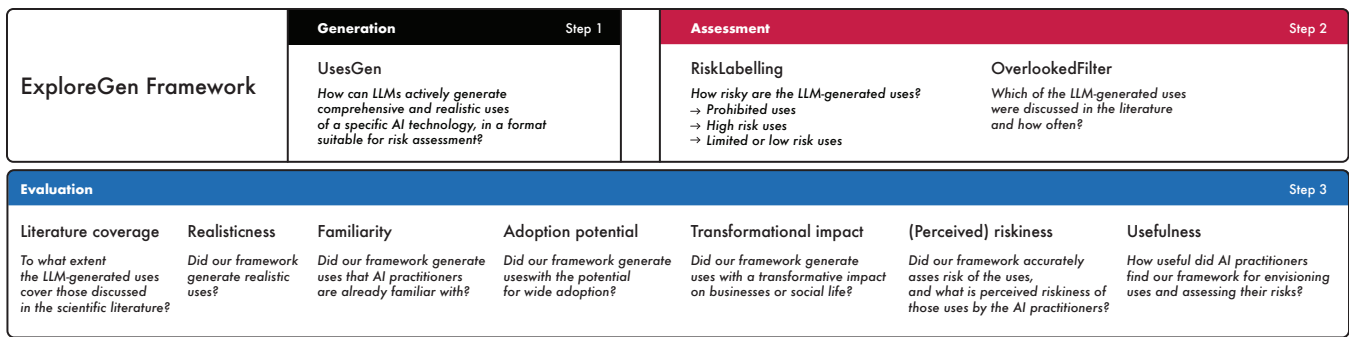 ExploreGen Framework
Generation Step 1
UsesGen
How can LLMs actively generate
comprehensive and realistic uses
of a specific AI technology, in a format
suitable for risk assessment?
Assessment Step 2
RiskLabelling
How risky are the LLM-generated uses?
→ Prohibited uses
→ High risk uses
→ Limited or low risk uses
OverlookedFilter
Which of the LLM-generated uses
were discussed in the literature
and how often?
Evaluation Step 3
Literature coverage
To what extent
the LLM-generated uses
cover those discussed
in the scientific literature?
Realisticness
Did our framework
generate realistic
uses?
Familiarity
Did our framework generate
uses that AI practitioners
are already familiar with?
Adoption potential
Did our framework generate
useswith the potential
for wide adoption?
Transformational impact
Did our framework generate
uses with a transformative impact
on businesses or social life?
(Perceived) riskiness
Did our framework accurately
asses risk of the uses,
and what is perceived riskiness of
those uses by the AI practitioners?
Usefulness
How useful did AI practitioners
find our framework for envisioning
uses and assessing their risks?